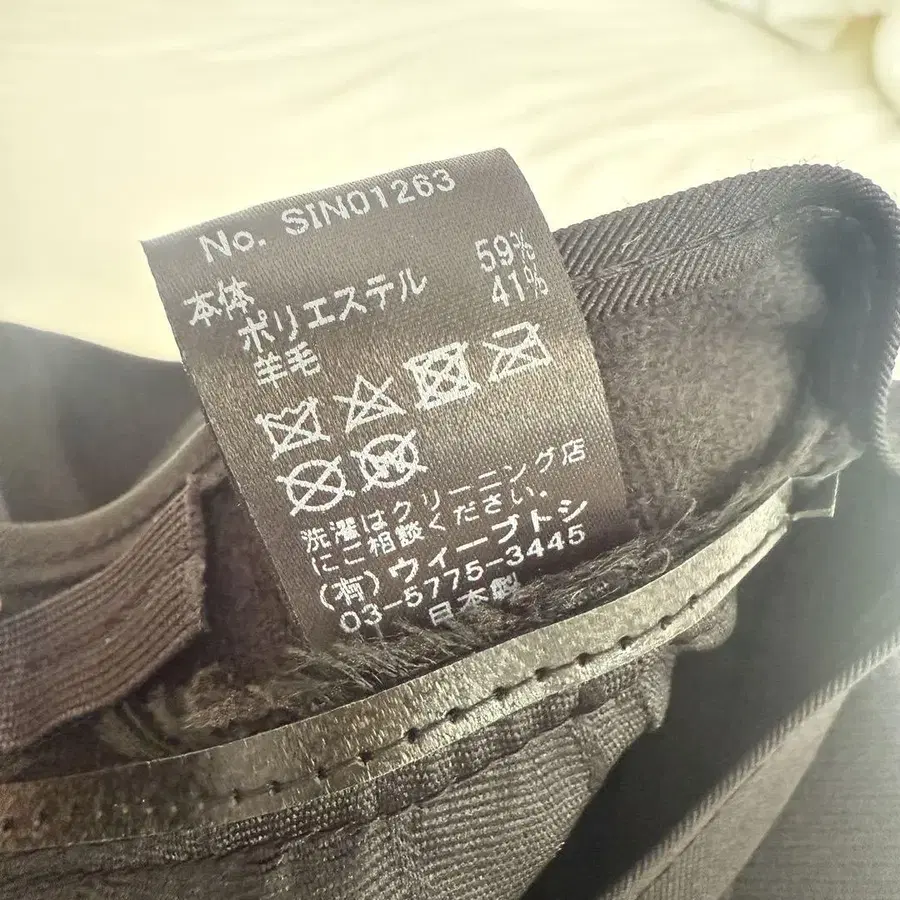 No. SIN01263
本体
ポリエステル 59%
羊毛 41%
洗濯はクリーニング店
にご相談ください。
(有)ウィーブトシ
03-5775-3445
日本製